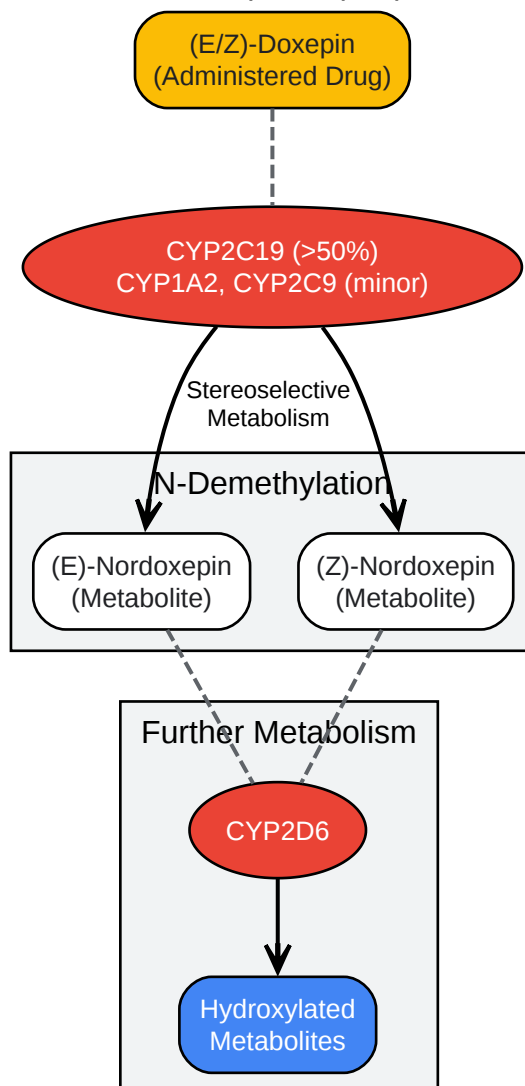 (E/Z)-Doxepin
(Administered Drug)
CYP2C19 (>50%)
CYP1A2, CYP2C9 (minor)
Stereoselective
Metabolism
N-Demethylation
(E)-Nordoxepin
(Metabolite)
(Z)-Nordoxepin
(Metabolite)
Further Metabolism
CYP2D6
Hydroxylated
Metabolites